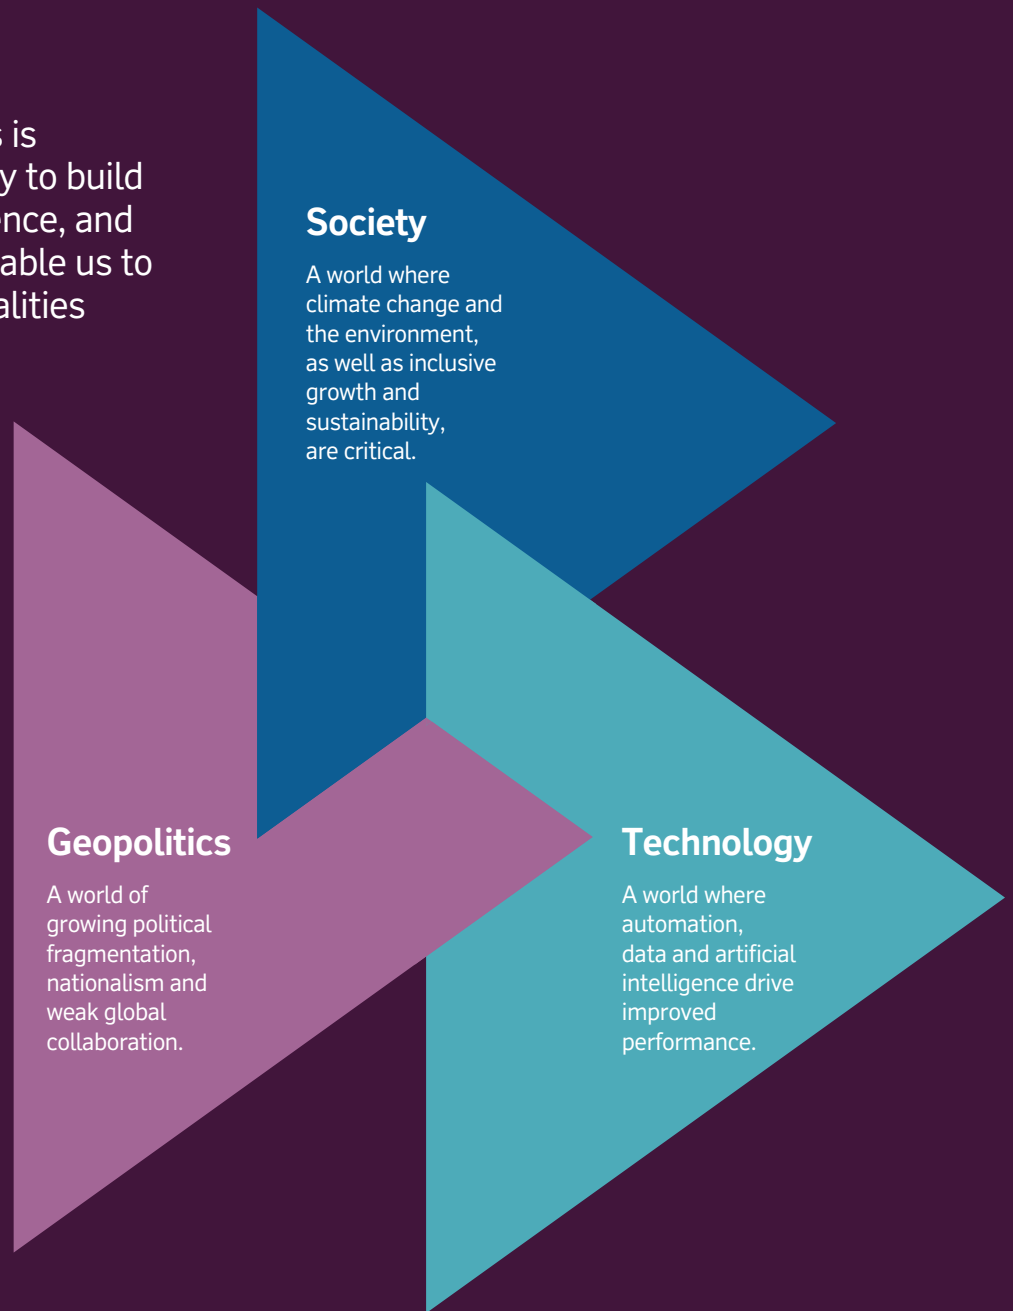 is
to build
and
able us to
Society
A world where
climate change and
the environment,
as well as inclusive
growth and
sustainability,
are critical.
Geopolitics
A world of
growing political
fragmentation,
nationalism and
weak global
collaboration.
Technology
A world where
automation,
data and artificial
intelligence drive
improved
performance.